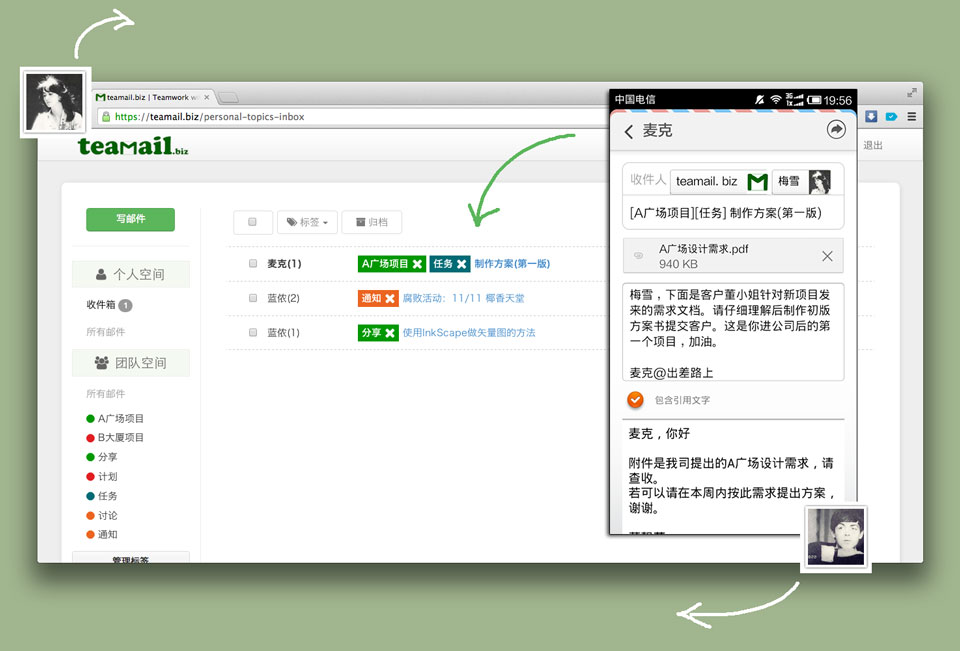 teamail.biz | Teamwork w
https://teamail.biz/personal-topics-inbox
teamail.biz
退出
写邮件
标签
归档
个人空间
收件箱 1
所有邮件
团队空间
所有邮件
A广场项目
B大厦项目
分享
计划
任务
讨论
通知
管理标签
麦克(1)
A广场项目
任务
制作方案(第一版)
蓝侬(2)
通知
腐败活动：11/11 椰香天堂
蓝侬(1)
分享
使用InkScape做矢量图的方法
中国电信
3G
1X
19:56
麦克
收件人
teamail. biz
梅雪
[A广场项目][任务] 制作方案(第一版)
A广场设计需求.pdf
940 KB
梅雪，下面是客户董小姐针对新项目发
来的需求文档。请仔细理解后制作初版
方案书提交客户。这是你进公司后的第
一个项目，加油。
麦克@出差路上
包含引用文字
麦克，你好
附件是我司提出的A广场设计需求，请
查收。
若可以请在本周内按此需求提出方案，
谢谢。